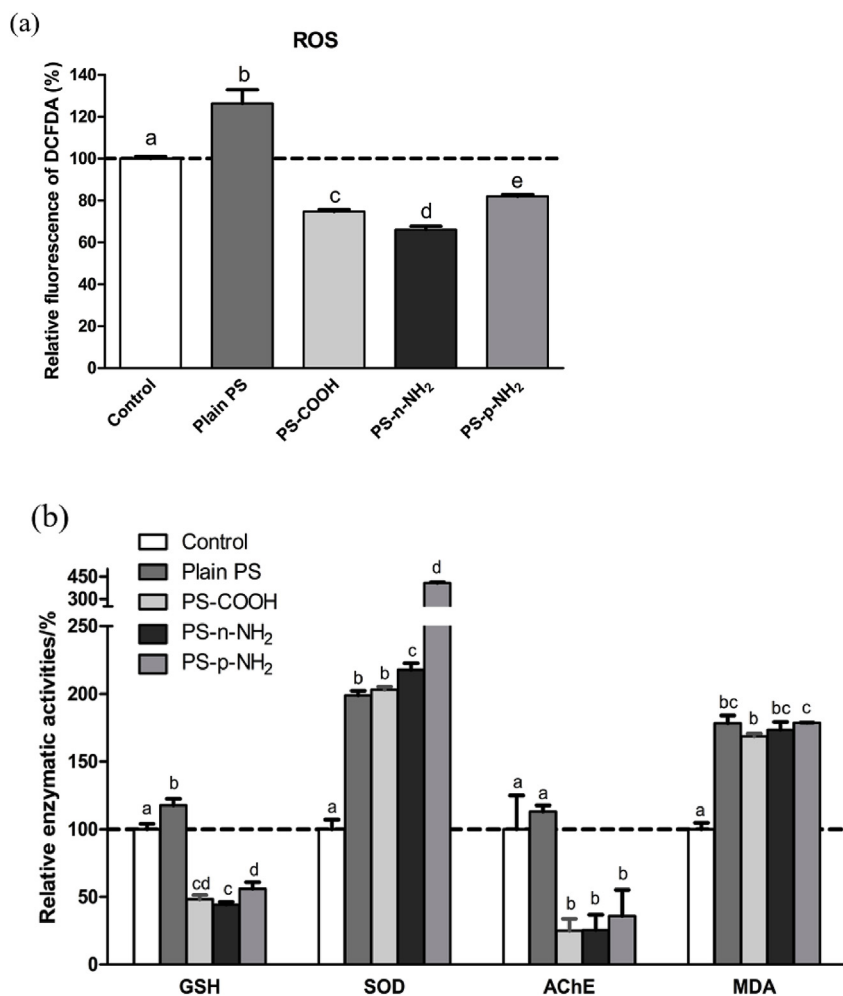 (a)
ROS
Relative fluorescence of DCFDA (%)
140
120
100
80
60
40
20
0
a
b
c
d
e
Control
Plain PS
PS-COOH
PS-n-NH₂
PS-p-NH₂
(b)
Control
Plain PS
PS-COOH
PS-n-NH₂
PS-p-NH₂
Relative enzymatic activities/%
450
300
250
200
150
100
50
0
a
b
cd
c
d
a
b
b
c
d
a
a
b
b
b
a
bc
b
bc
c
GSH
SOD
AChE
MDA